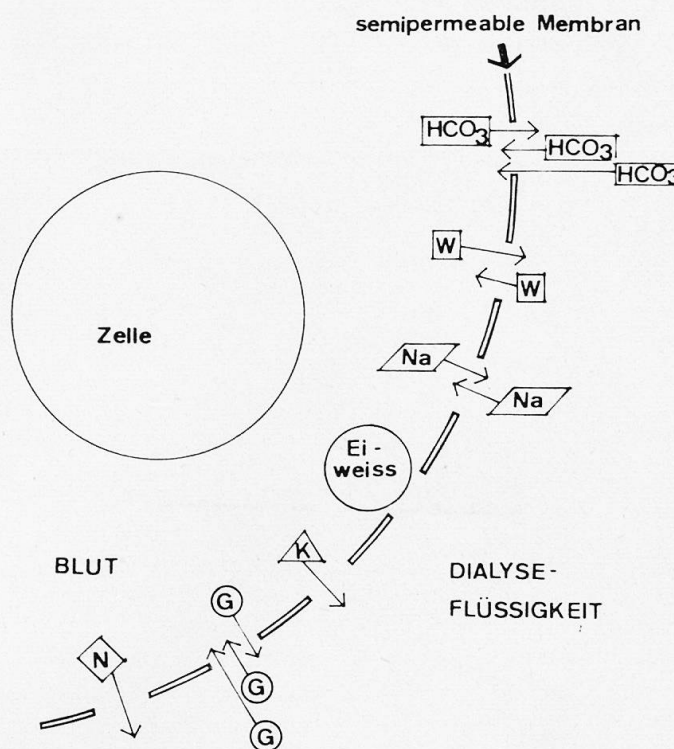 semipermeable Membran
HCO3
HCO3
HCO3
W
W
Zelle
Na
Na
Ei-
weiss
K
BLUT
DIALYSE-
FLÜSSIGKEIT
G
N
G
G